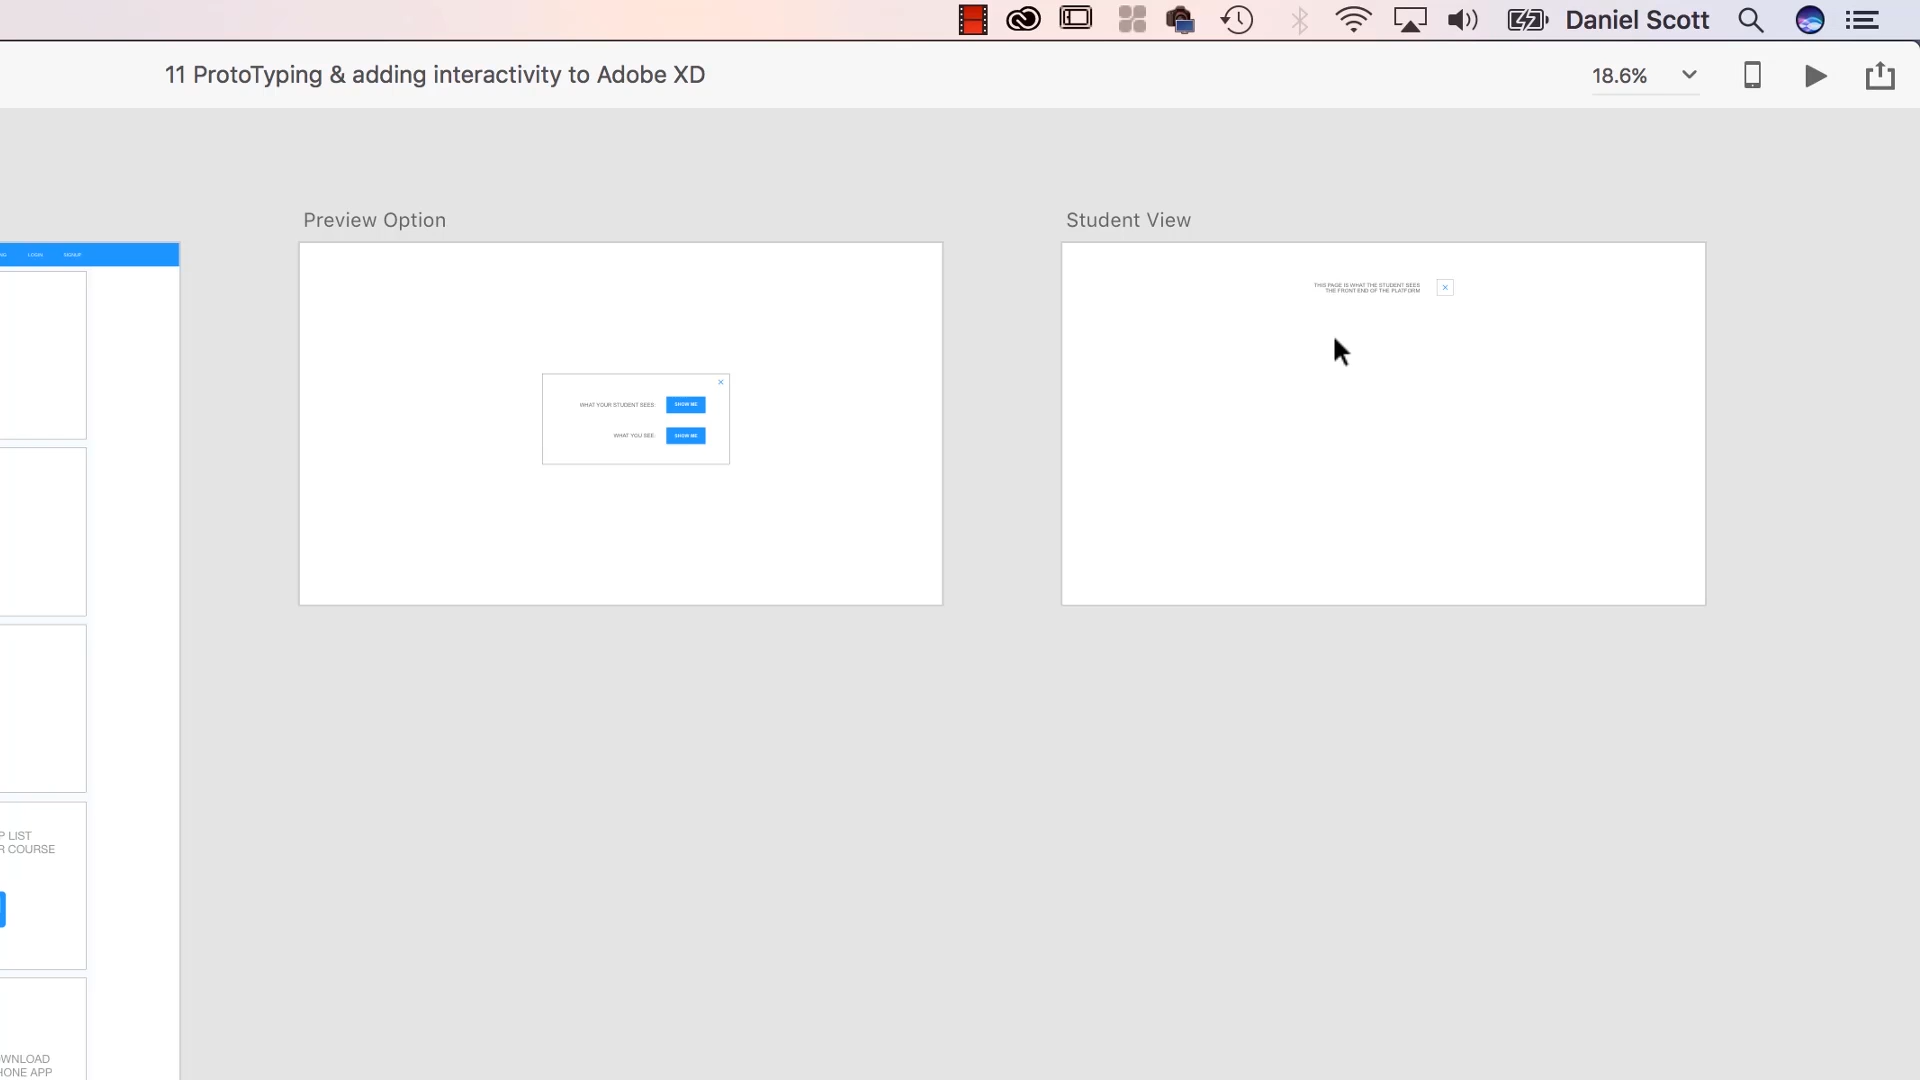 Daniel Scott
11 ProtoTyping & adding interactivity to Adobe XD
18.6%
Preview Option
Student View
LOGIN
SIGNUP
THIS PAGE IS WHAT THE STUDENT SEES
THE FRONT END OF THE PLATFORM
WHAT YOUR STUDENT SEES:
SHOW ME
WHAT YOU SEE:
SHOW ME
P LIST
R COURSE
OWNLOAD
HONE APP